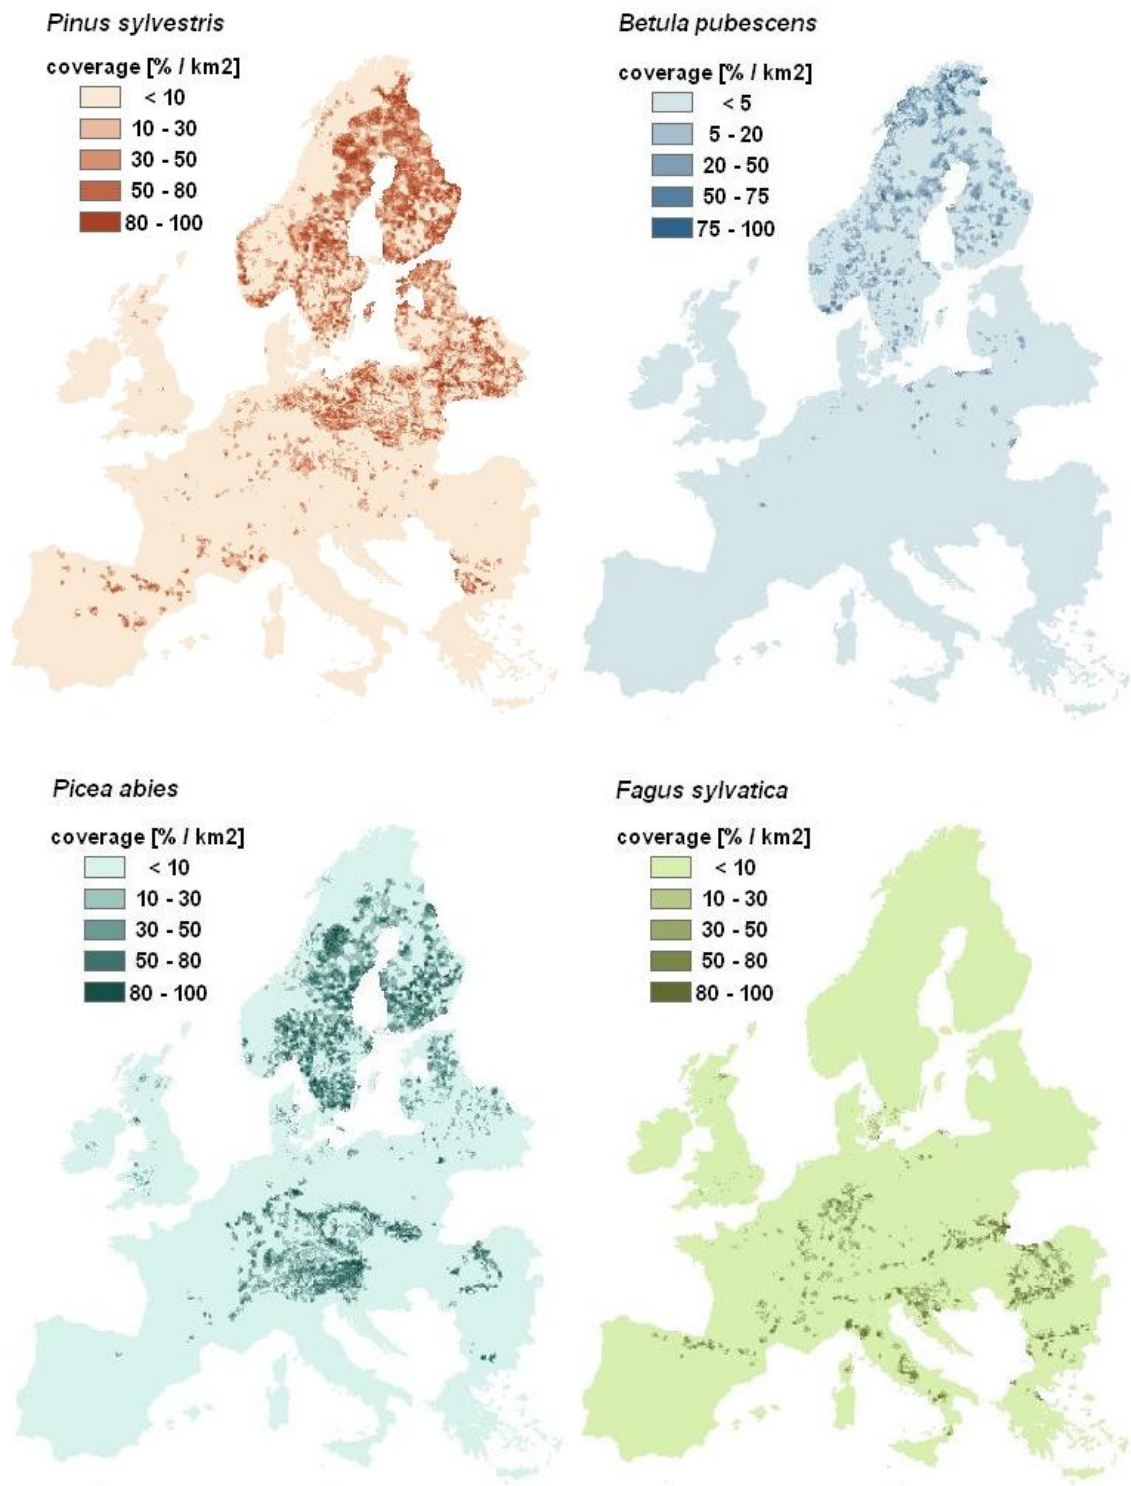 Pinus sylvestris
coverage [% / km2]
< 10
10 - 30
30 - 50
50 - 80
80 - 100
Betula pubescens
coverage [% / km2]
< 5
5 - 20
20 - 50
50 - 75
75 - 100
Picea abies
coverage [% / km2]
< 10
10 - 30
30 - 50
50 - 80
80 - 100
Fagus sylvatica
coverage [% / km2]
< 10
10 - 30
30 - 50
50 - 80
80 - 100